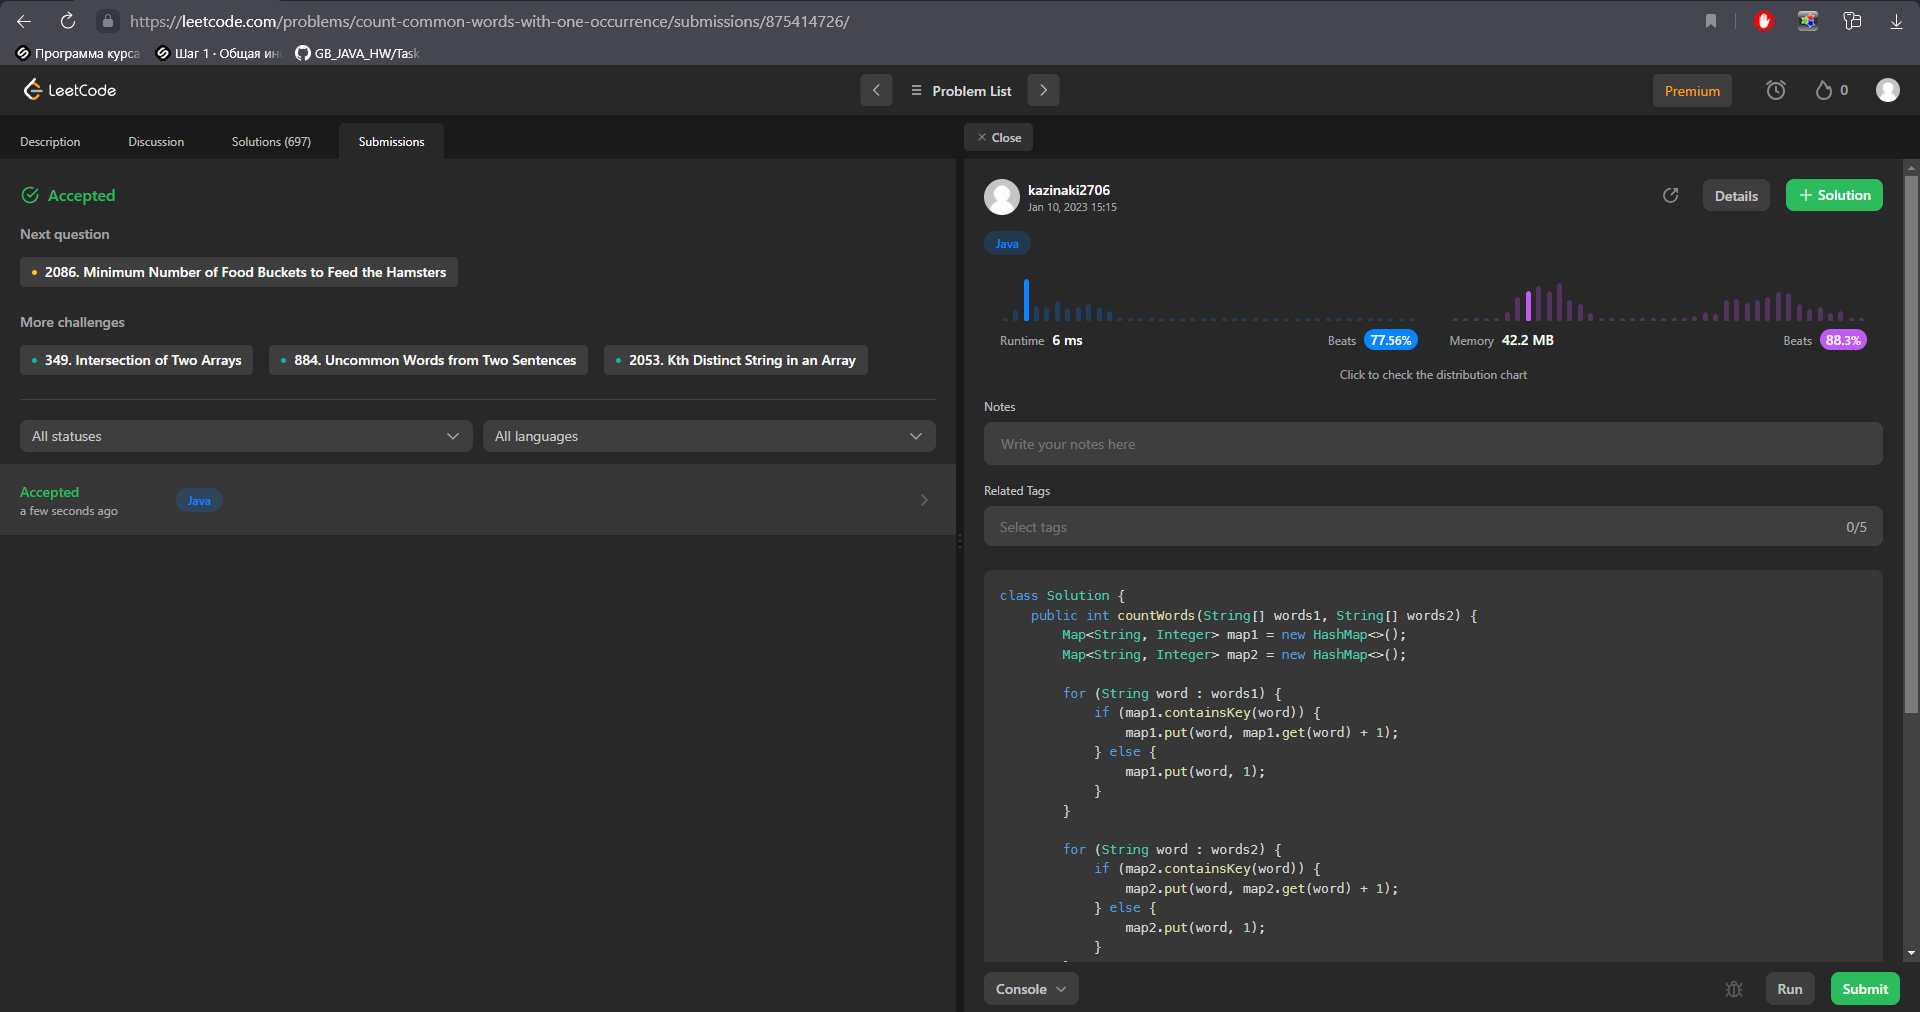 https://leetcode.com/problems/count-common-words-with-one-occurrence/submissions/875414726/
Программа курса
Шаг 1 · Общая ин
GB_JAVA_HW/Task
LeetCode
Problem List
Premium
0
Description
Discussion
Solutions (697)
Submissions
Close
Accepted
Next question
2086. Minimum Number of Food Buckets to Feed the Hamsters
More challenges
349. Intersection of Two Arrays
884. Uncommon Words from Two Sentences
2053. Kth Distinct String in an Array
All statuses
All languages
Accepted
a few seconds ago
Java
kazinaki2706
Jan 10, 2023 15:15
Details
+ Solution
Java
Runtime 6 ms
Beats 77.56%
Memory 42.2 MB
Beats 88.3%
Click to check the distribution chart
Notes
Write your notes here
Related Tags
Select tags
0/5
class Solution {
    public int countWords(String[] words1, String[] words2) {
        Map<String, Integer> map1 = new HashMap<>();
        Map<String, Integer> map2 = new HashMap<>();
        for (String word : words1) {
            if (map1.containsKey(word)) {
                map1.put(word, map1.get(word) + 1);
            } else {
                map1.put(word, 1);
            }
        }
        for (String word : words2) {
            if (map2.containsKey(word)) {
                map2.put(word, map2.get(word) + 1);
            } else {
                map2.put(word, 1);
            }
Console
Run
Submit